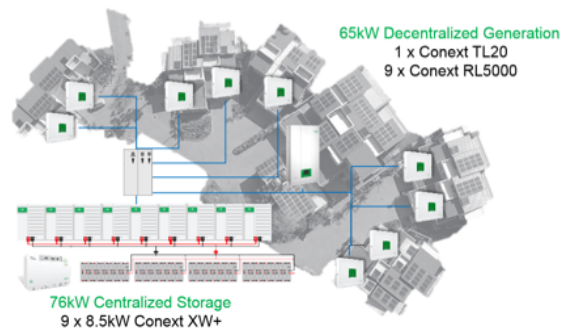 65kW Decentralized Generation
1 x Conext TL20
9 x Conext RL5000
76kW Centralized Storage
9 x 8.5kW Conext XW+